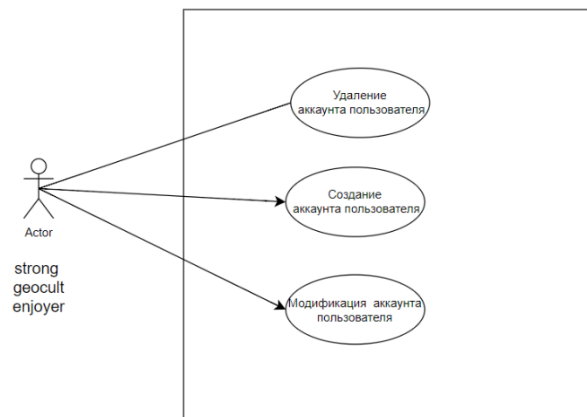 Удаление
аккаунта пользователя
Создание
аккаунта пользователя
Actor
strong
geocult
enjoyer
Модификация аккаунта
пользователя